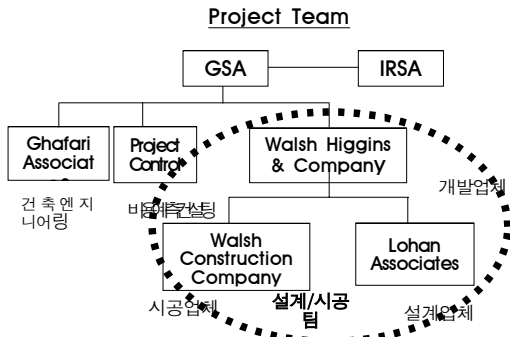 Project Team
GSA
IRSA
Ghafari
Associat
Project
Control
Walsh Higgins
& Company
개발업체
건축엔지
니어링
Walsh
Construction
Company
Lohan
Associates
시공업체
설계/시공
팀
설계업체